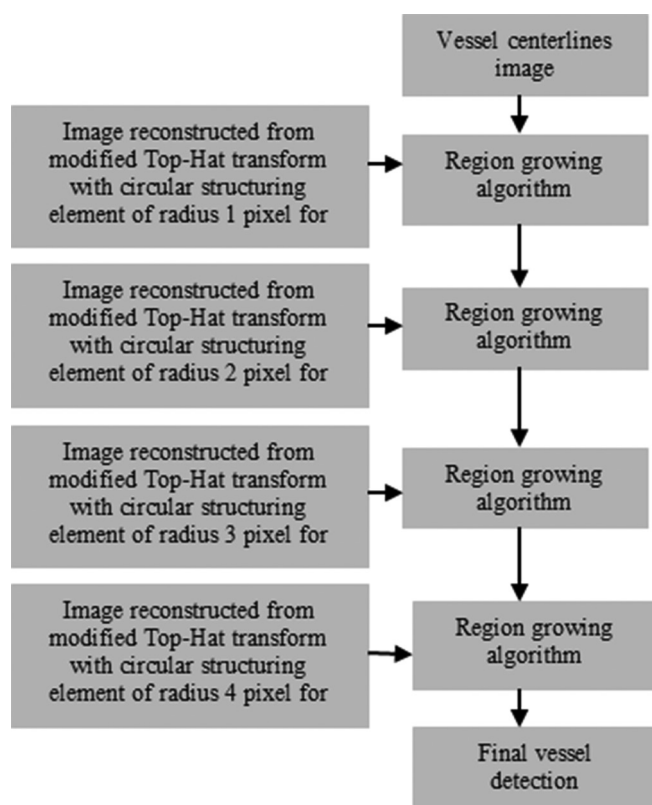 Vessel centerlines
image
Image reconstructed from
modified Top-Hat transform
with circular structuring
element of radius 1 pixel for
Region growing
algorithm
Image reconstructed from
modified Top-Hat transform
with circular structuring
element of radius 2 pixel for
Region growing
algorithm
Image reconstructed from
modified Top-Hat transform
with circular structuring
element of radius 3 pixel for
Region growing
algorithm
Image reconstructed from
modified Top-Hat transform
with circular structuring
element of radius 4 pixel for
Region growing
algorithm
Final vessel
detection